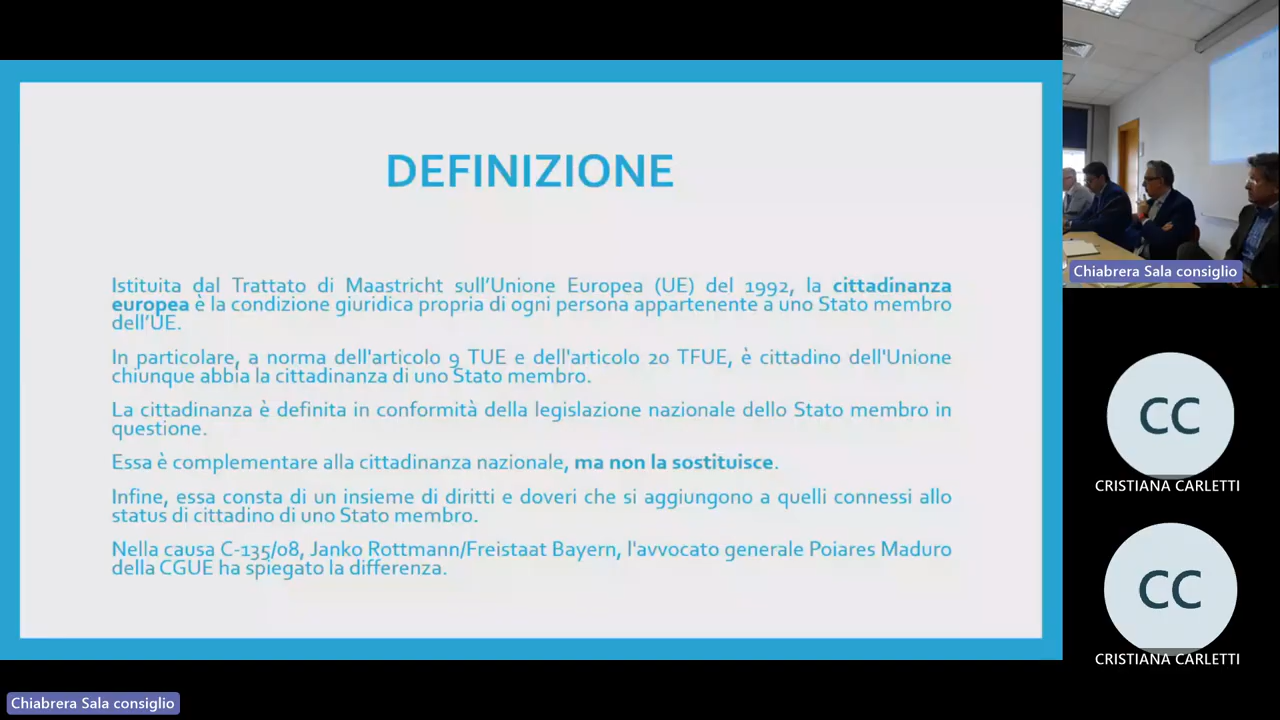 DEFINIZIONE
Istituita dal Trattato di Maastricht sull’Unione Europea (UE) del 1992, la cittadinanza
europea è la condizione giuridica propria di ogni persona appartenente a uno Stato membro
dell’UE.
In particolare, a norma dell'articolo 9 TUE e dell'articolo 20 TFUE, è cittadino dell'Unione
chiunque abbia la cittadinanza di uno Stato membro.
La cittadinanza è definita in conformità della legislazione nazionale dello Stato membro in
questione.
Essa è complementare alla cittadinanza nazionale, ma non la sostituisce.
Infine, essa consta di un insieme di diritti e doveri che si aggiungono a quelli connessi allo
status di cittadino di uno Stato membro.
Nella causa C-135/08, Janko Rottmann/Freistaat Bayern, l'avvocato generale Poiares Maduro
della CGUE ha spiegato la differenza.
Chiabrera Sala consiglio
CC
CRISTIANA CARLETTI
CC
CRISTIANA CARLETTI
Chiabrera Sala consiglio